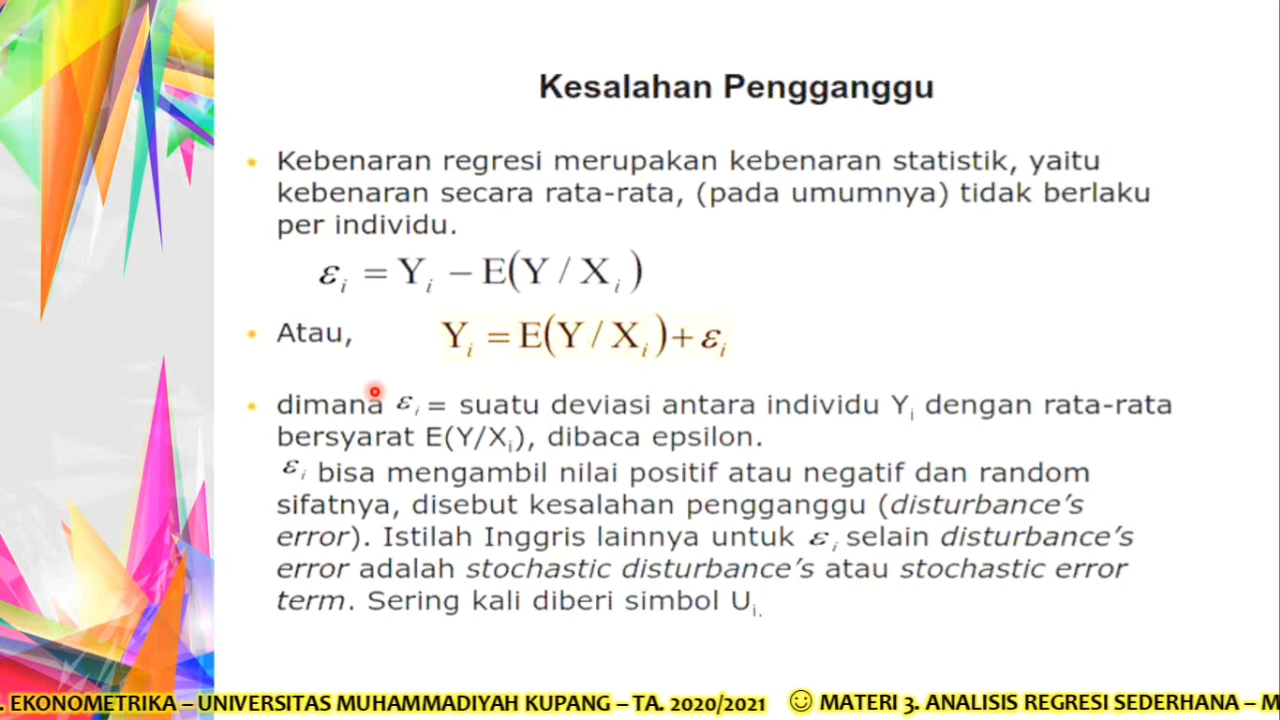 Kesalahan Pengganggu
• Kebenaran regresi merupakan kebenaran statistik, yaitu
kebenaran secara rata-rata, (pada umumnya) tidak berlaku
per individu.
εᵢ = Yᵢ − E(Y / Xᵢ)
• Atau, Yᵢ = E(Y / Xᵢ) + εᵢ
• dimana εᵢ = suatu deviasi antara individu Yᵢ dengan rata-rata
bersyarat E(Y/Xᵢ), dibaca epsilon.
εᵢ bisa mengambil nilai positif atau negatif dan random
sifatnya, disebut kesalahan pengganggu (disturbance’s
error). Istilah Inggris lainnya untuk εᵢ selain disturbance’s
error adalah stochastic disturbance’s atau stochastic error
term. Sering kali diberi simbol Uᵢ.
. EKONOMETRIKA – UNIVERSITAS MUHAMMADIYAH KUPANG – TA. 2020/2021 ☺ MATERI 3. ANALISIS REGRESI SEDERHANA – M